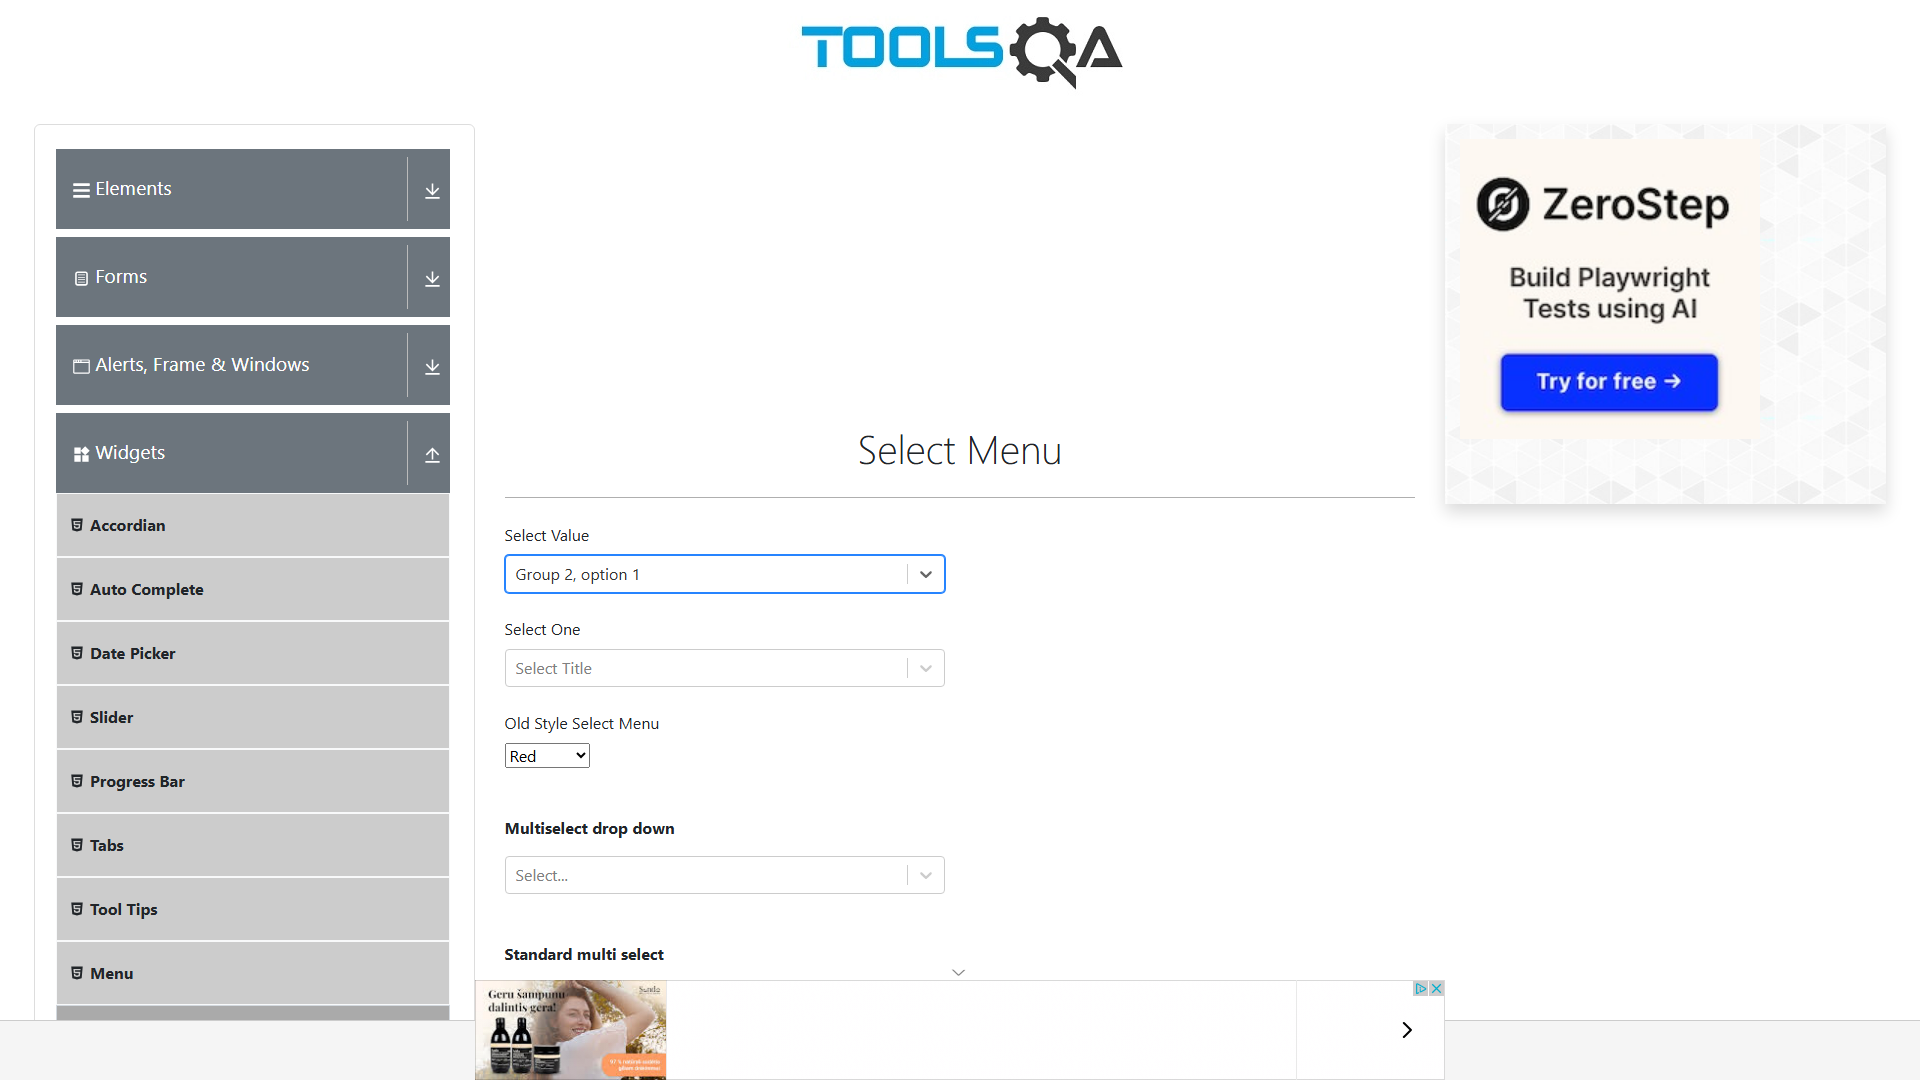 TOOLSQA
Elements
Forms
Alerts, Frame & Windows
Widgets
Accordian
Auto Complete
Date Picker
Slider
Progress Bar
Tabs
Tool Tips
Menu
Select Menu
Select Value
Group 2, option 1
Select One
Select Title
Old Style Select Menu
Red
Multiselect drop down
Select...
Standard multi select
ZeroStep
Build Playwright
Tests using AI
Try for free →
Geru šampūnu
dalintis gera!